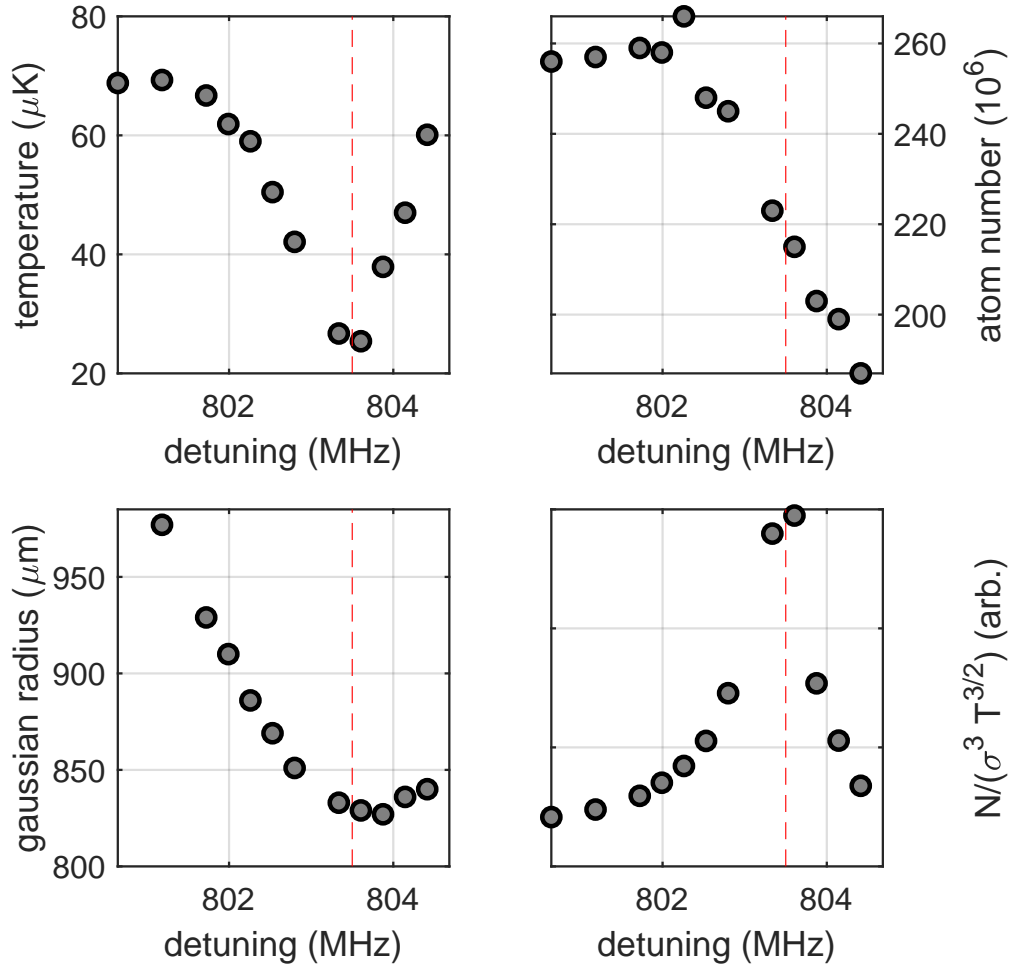 80
60
40
20
temperature (μK)
802
804
detuning (MHz)
260
240
220
200
atom number (10⁶)
802
804
detuning (MHz)
950
900
850
800
gaussian radius (μm)
802
804
detuning (MHz)
N/(σ³ T³ᐟ²) (arb.)
802
804
detuning (MHz)